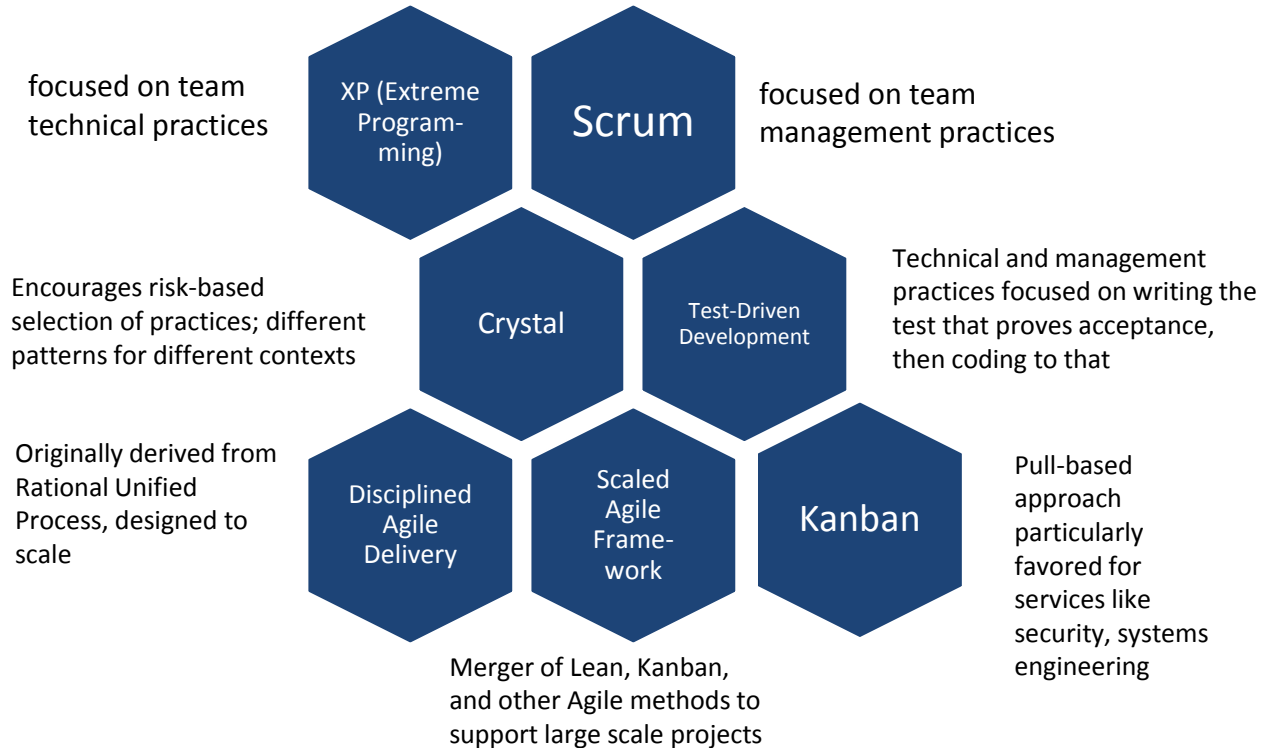 focused on team
technical practices
XP (Extreme
Program-
ming)
Scrum
focused on team
management practices
Encourages risk-based
selection of practices; different
patterns for different contexts
Crystal
Test-Driven
Development
Technical and management
practices focused on writing the
test that proves acceptance,
then coding to that
Originally derived from
Rational Unified
Process, designed to
scale
Disciplined
Agile
Delivery
Scaled
Agile
Frame-
work
Kanban
Pull-based
approach
particularly
favored for
services like
security, systems
engineering
Merger of Lean, Kanban,
and other Agile methods to
support large scale projects